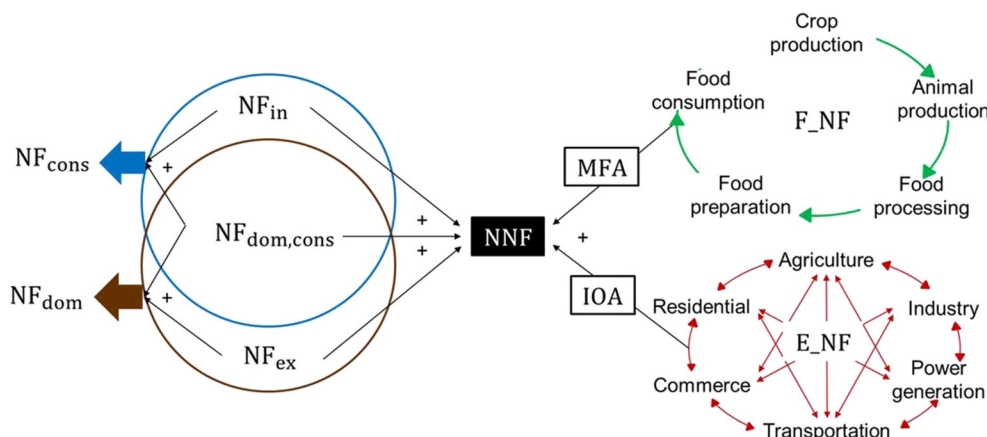 NF_in
NF_cons
+
NF_dom,cons
NF_dom
+
NF_ex
+
+
NNF
+
MFA
IOA
Crop
production
Animal
production
Food
processing
Food
preparation
Food
consumption
F_NF
Agriculture
Industry
Power
generation
Transportation
Commerce
Residential
E_NF